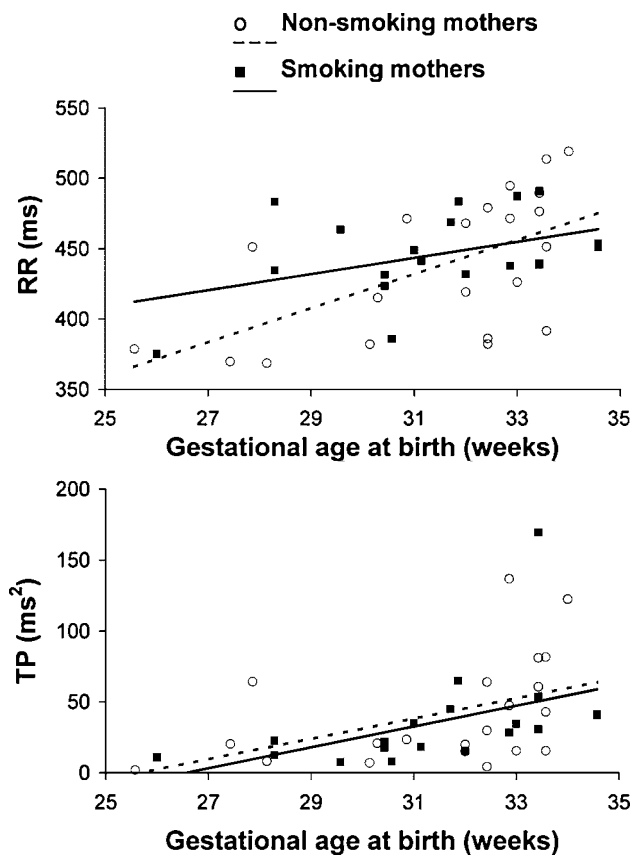 Non-smoking mothers
Smoking mothers
550
500
450
400
350
RR (ms)
25 27 29 31 33 35
Gestational age at birth (weeks)
200
150
100
50
0
TP (ms²)
25 27 29 31 33 35
Gestational age at birth (weeks)